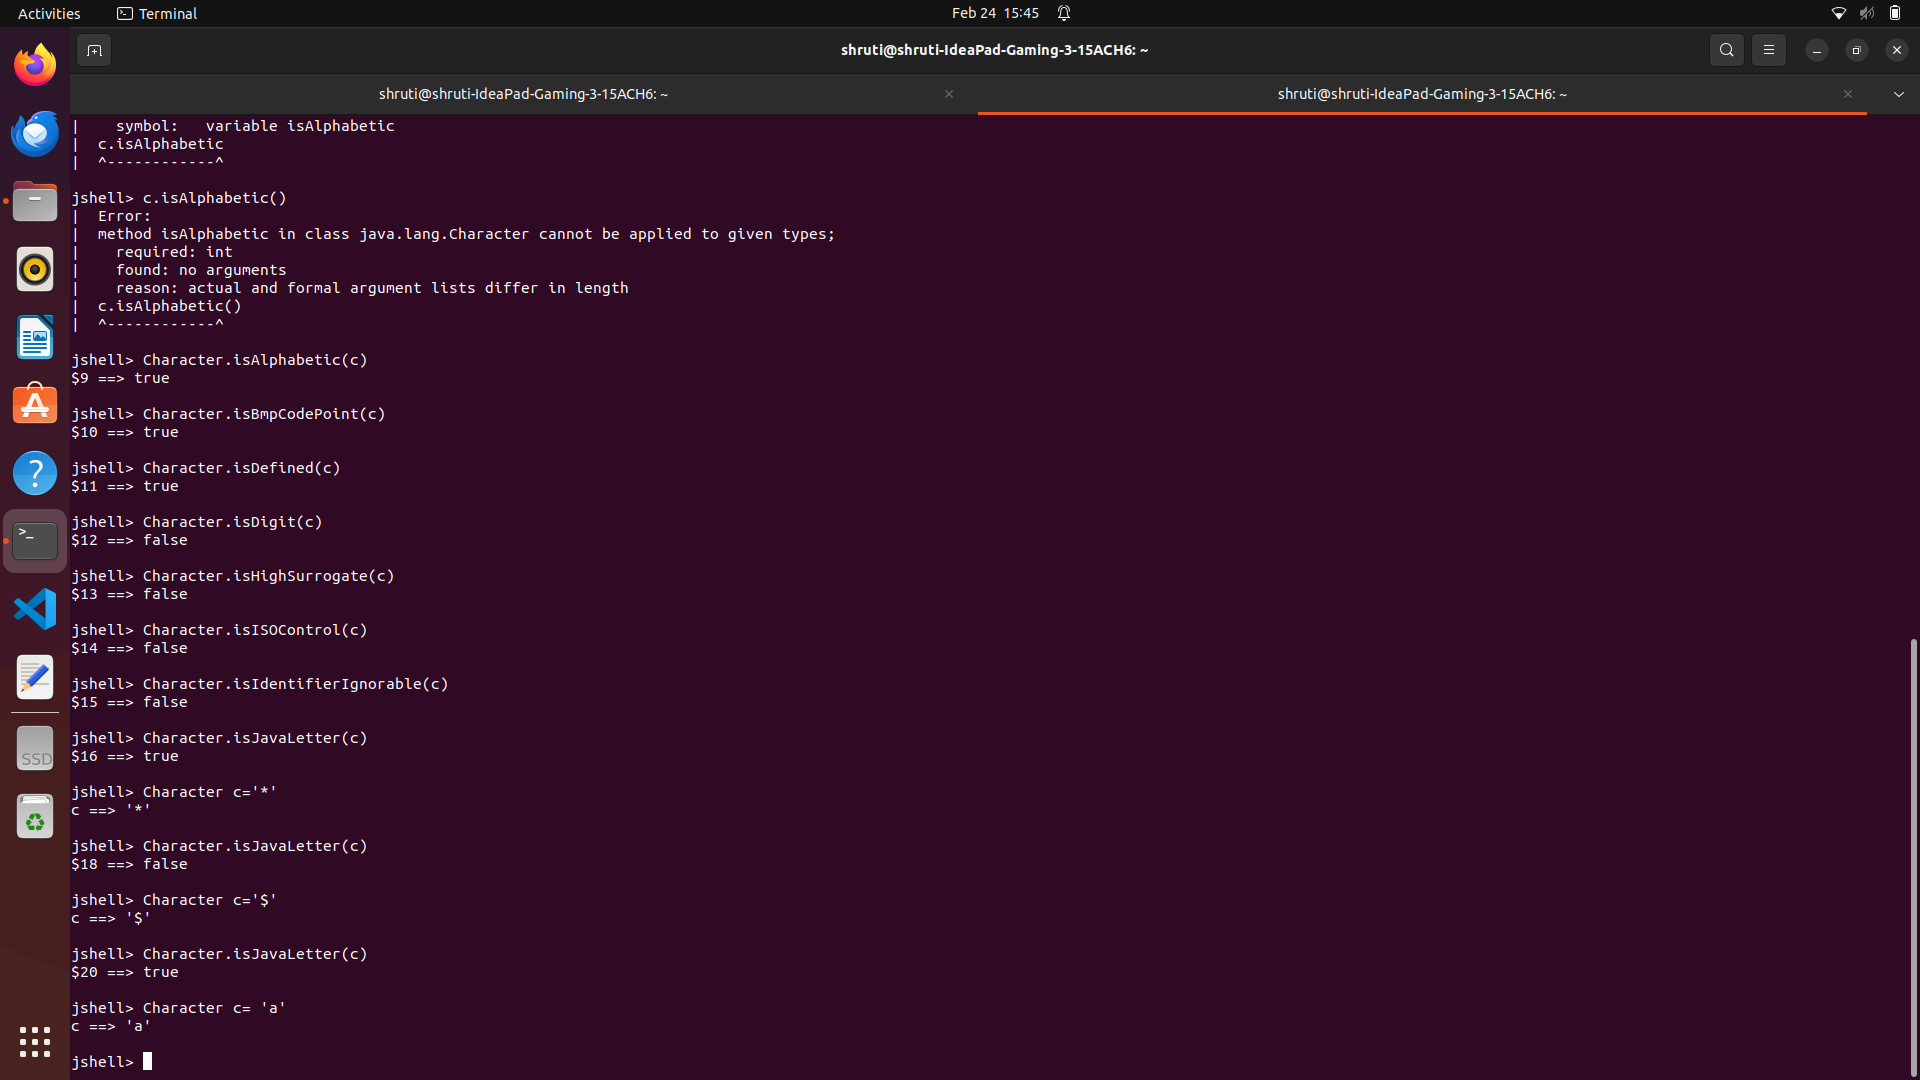 Activities
Terminal
Feb 24 15:45
shruti@shruti-IdeaPad-Gaming-3-15ACH6: ~
shruti@shruti-IdeaPad-Gaming-3-15ACH6: ~
shruti@shruti-IdeaPad-Gaming-3-15ACH6: ~
|    symbol:   variable isAlphabetic
|  c.isAlphabetic
|  ^------------^
jshell> c.isAlphabetic()
|  Error:
|  method isAlphabetic in class java.lang.Character cannot be applied to given types;
|    required: int
|    found: no arguments
|    reason: actual and formal argument lists differ in length
|  c.isAlphabetic()
|  ^------------^
jshell> Character.isAlphabetic(c)
$9 ==> true
jshell> Character.isBmpCodePoint(c)
$10 ==> true
jshell> Character.isDefined(c)
$11 ==> true
jshell> Character.isDigit(c)
$12 ==> false
jshell> Character.isHighSurrogate(c)
$13 ==> false
jshell> Character.isISOControl(c)
$14 ==> false
jshell> Character.isIdentifierIgnorable(c)
$15 ==> false
jshell> Character.isJavaLetter(c)
$16 ==> true
jshell> Character c='*'
c ==> '*'
jshell> Character.isJavaLetter(c)
$18 ==> false
jshell> Character c='$'
c ==> '$'
jshell> Character.isJavaLetter(c)
$20 ==> true
jshell> Character c= 'a'
c ==> 'a'
jshell>
SSD